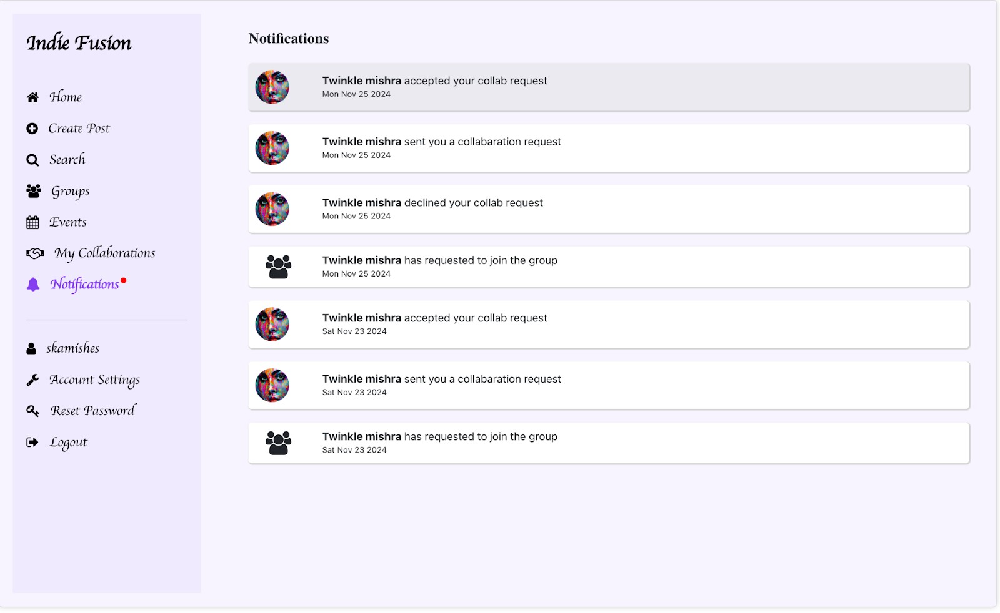 Indie Fusion
Home
Create Post
Search
Groups
Events
My Collaborations
Notifications
skamishes
Account Settings
Reset Password
Logout
Notifications
Twinkle mishra accepted your collab request
Mon Nov 25 2024
Twinkle mishra sent you a collabaration request
Mon Nov 25 2024
Twinkle mishra declined your collab request
Mon Nov 25 2024
Twinkle mishra has requested to join the group
Mon Nov 25 2024
Twinkle mishra accepted your collab request
Sat Nov 23 2024
Twinkle mishra sent you a collabaration request
Sat Nov 23 2024
Twinkle mishra has requested to join the group
Sat Nov 23 2024